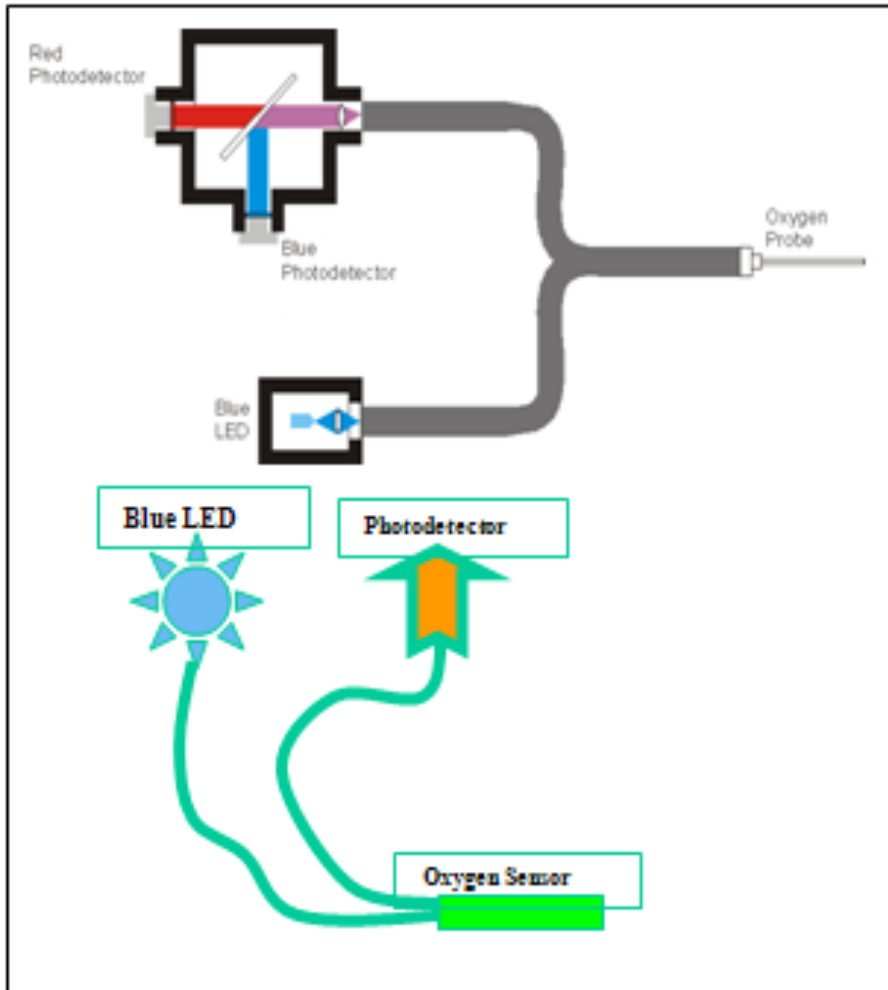 Red
Photodetector
Blue
Photodetector
Oxygen
Probe
Blue
LED
Blue LED
Photodetector
Oxygen Sensor